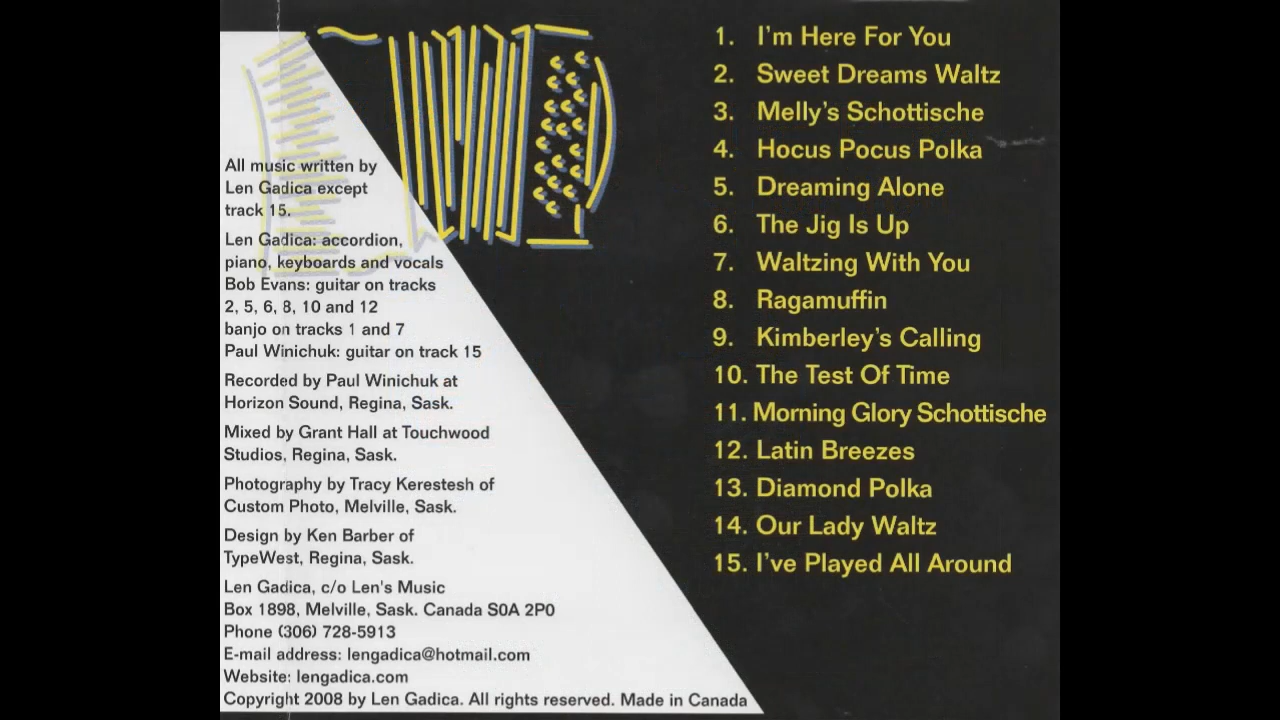 All music written by
Len Gadica except
track 15.
Len Gadica: accordion,
piano, keyboards and vocals
Bob Evans: guitar on tracks
2, 5, 6, 8, 10 and 12
banjo on tracks 1 and 7
Paul Winichuk: guitar on track 15
Recorded by Paul Winichuk at
Horizon Sound, Regina, Sask.
Mixed by Grant Hall at Touchwood
Studios, Regina, Sask.
Photography by Tracy Kerestesh of
Custom Photo, Melville, Sask.
Design by Ken Barber of
TypeWest, Regina, Sask.
Len Gadica, c/o Len's Music
Box 1898, Melville, Sask. Canada S0A 2P0
Phone (306) 728-5913
E-mail address: lengadica@hotmail.com
Website: lengadica.com
Copyright 2008 by Len Gadica. All rights reserved. Made in Canada
1. I'm Here For You
2. Sweet Dreams Waltz
3. Melly's Schottische
4. Hocus Pocus Polka
5. Dreaming Alone
6. The Jig Is Up
7. Waltzing With You
8. Ragamuffin
9. Kimberley's Calling
10. The Test Of Time
11. Morning Glory Schottische
12. Latin Breezes
13. Diamond Polka
14. Our Lady Waltz
15. I've Played All Around